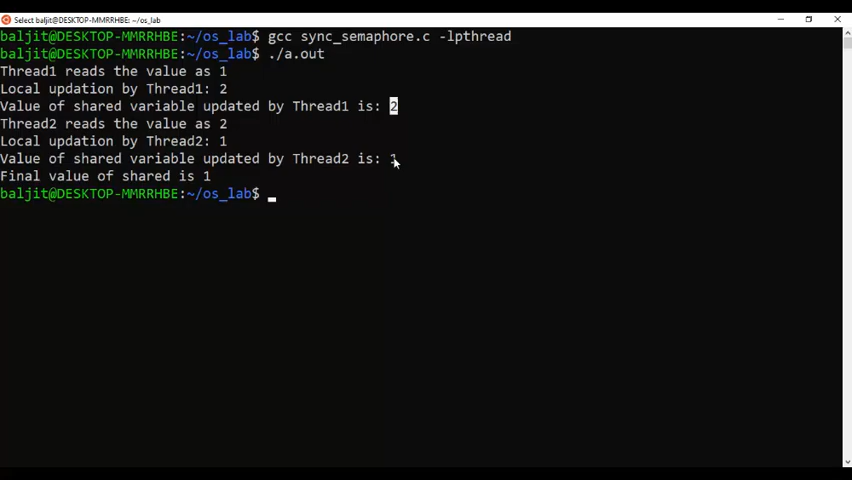 Select baljit@DESKTOP-MMRRHBE: ~/os_lab
baljit@DESKTOP-MMRRHBE:~/os_lab$ gcc sync_semaphore.c -lpthread
baljit@DESKTOP-MMRRHBE:~/os_lab$ ./a.out
Thread1 reads the value as 1
Local updation by Thread1: 2
Value of shared variable updated by Thread1 is: 2
Thread2 reads the value as 2
Local updation by Thread2: 1
Value of shared variable updated by Thread2 is: 1
Final value of shared is 1
baljit@DESKTOP-MMRRHBE:~/os_lab$